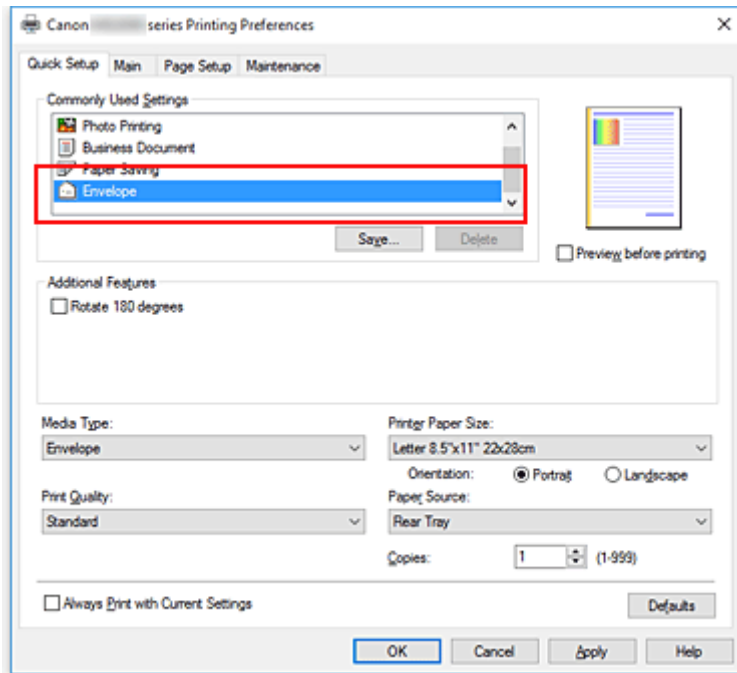 Canon series Printing Preferences
Quick Setup Main Page Setup Maintenance
Commonly Used Settings
Photo Printing
Business Document
Paper Saving
Envelope
Save... Delete
Preview before printing
Additional Features
Rotate 180 degrees
Media Type: Printer Paper Size:
Envelope Letter 8.5"x11" 22x28cm
Orientation: Portrait Landscape
Print Quality: Paper Source:
Standard Rear Tray
Copies: 1 (1-999)
Always Print with Current Settings Defaults
OK Cancel Apply Help